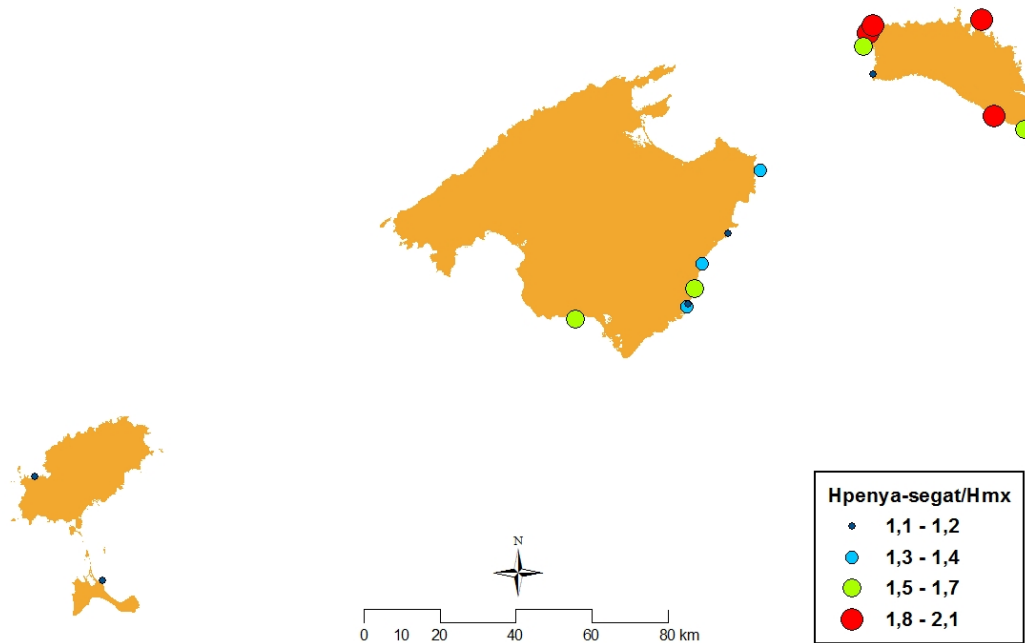 N
0 10 20 40 60 80 km
Hpenya-segat/Hmx
1,1 - 1,2
1,3 - 1,4
1,5 - 1,7
1,8 - 2,1